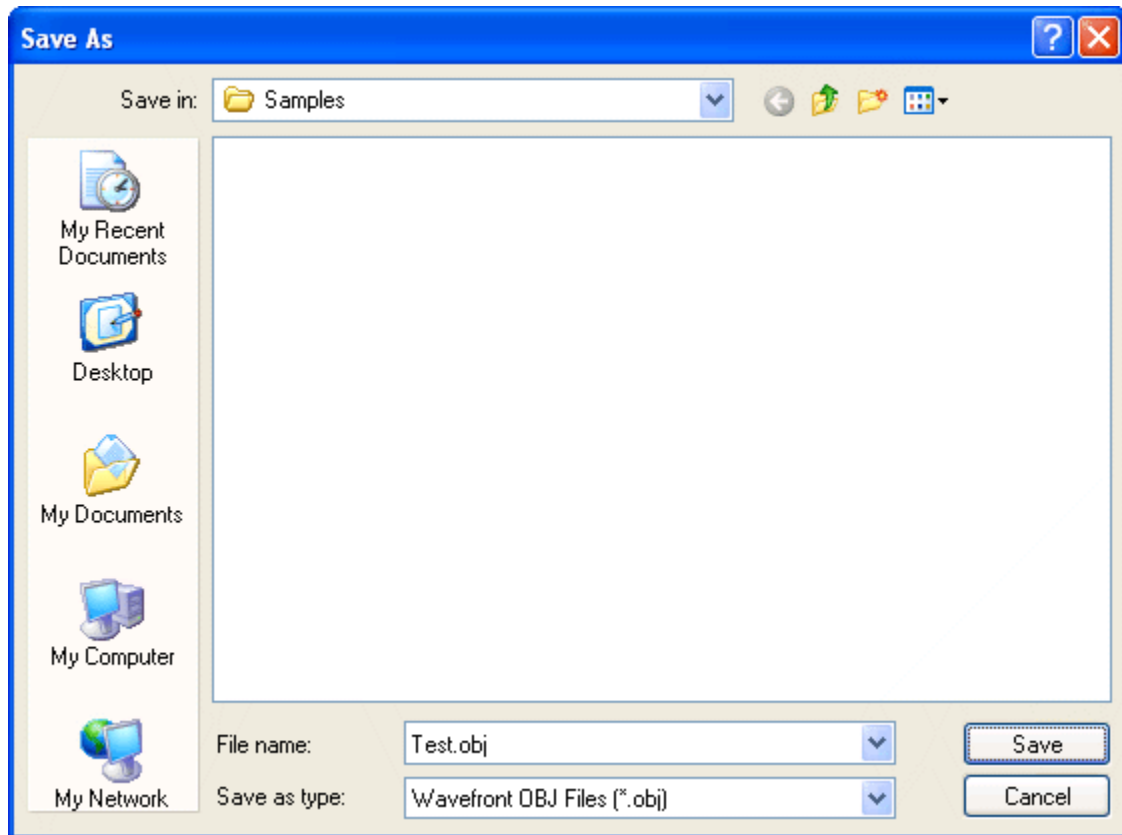 Save As
Save in: Samples
My Recent
Documents
Desktop
My Documents
My Computer
My Network
File name: Test.obj
Save
Save as type: Wavefront OBJ Files (*.obj)
Cancel